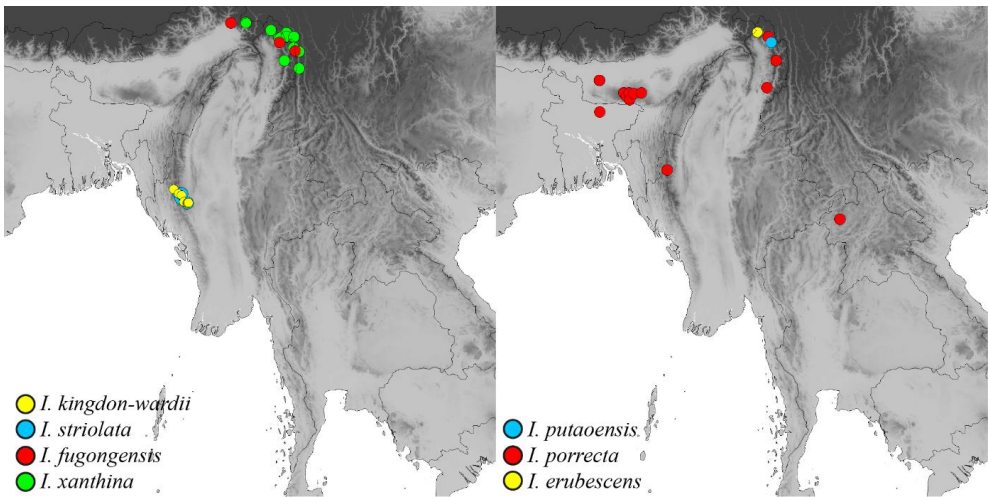 I. kingdon-wardii
I. striolata
I. fugongensis
I. xanthina
I. putaoensis
I. porrecta
I. erubescens